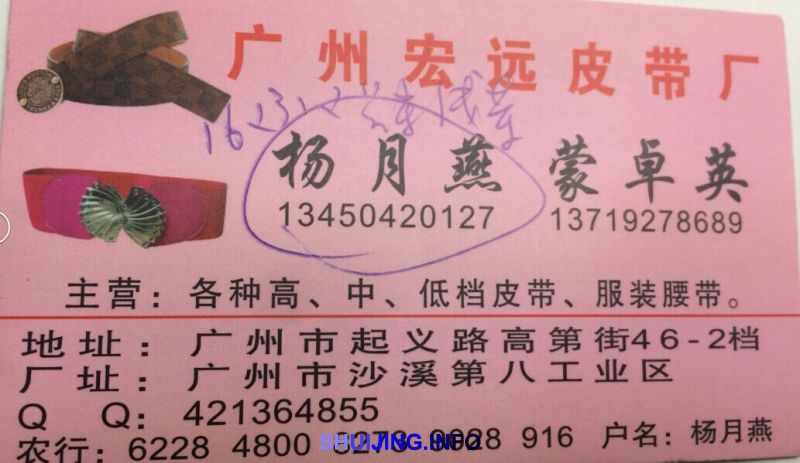 广州宏远皮带厂
杨月燕 蒙卓英
13450420127 13719278689
主营：各种高、中、低档皮带、服装腰带。
地址：广州市起义路高第街46-2档
厂址：广州市沙溪第八工业区
QQ：421364855
农行：6228 4800 8273 9928 916 户名：杨月燕
SHUIJING.INFO